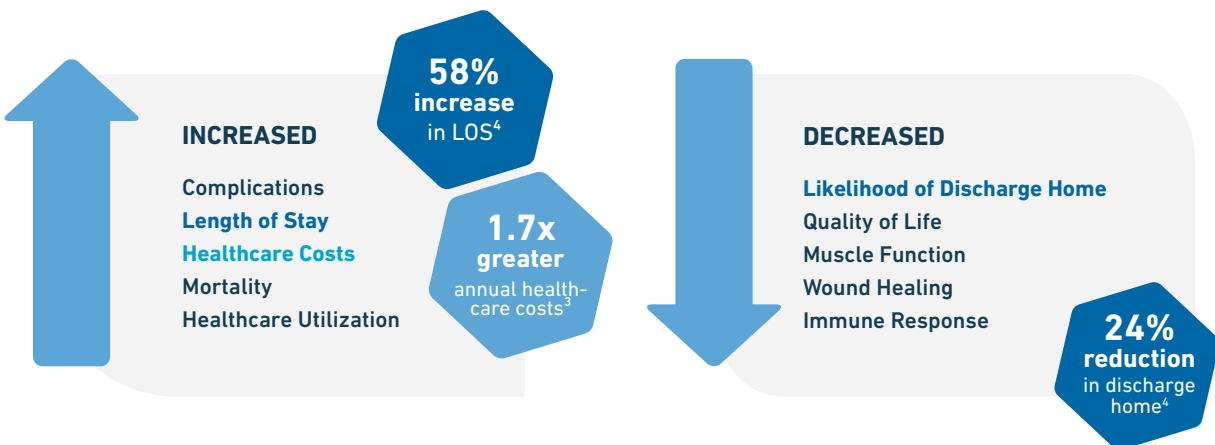 INCREASED
Complications
Length of Stay
Healthcare Costs
Mortality
Healthcare Utilization
58%
increase
in LOS⁴
1.7x
greater
annual health-
care costs³
DECREASED
Likelihood of Discharge Home
Quality of Life
Muscle Function
Wound Healing
Immune Response
24%
reduction
in discharge
home⁴